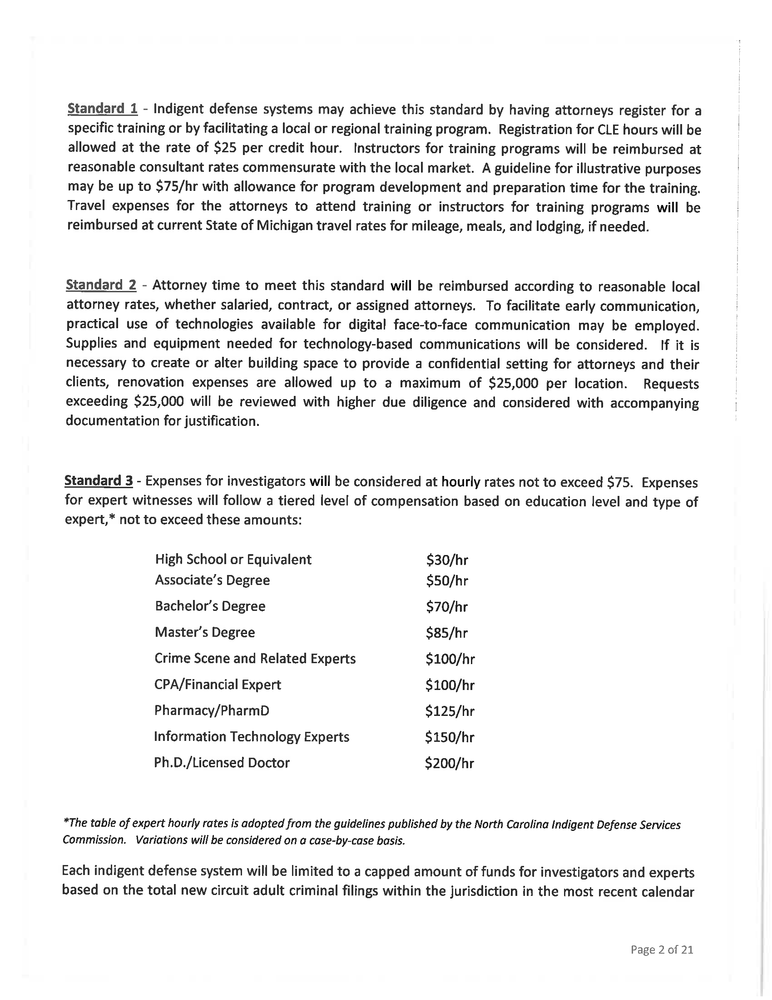 Standard 1 - Indigent defense systems may achieve this standard by having attorneys register for a
specific training or by facilitating a local or regional training program. Registration for CLE hours will be
allowed at the rate of $25 per credit hour. Instructors for training programs will be reimbursed at
reasonable consultant rates commensurate with the local market. A guideline for illustrative purposes
may be up to $75/hr with allowance for program development and preparation time for the training.
Travel expenses for the attorneys to attend training or instructors for training programs will be
reimbursed at current State of Michigan travel rates for mileage, meals, and lodging, if needed.
Standard 2 - Attorney time to meet this standard will be reimbursed according to reasonable local
attorney rates, whether salaried, contract, or assigned attorneys. To facilitate early communication,
practical use of technologies available for digital face-to-face communication may be employed.
Supplies and equipment needed for technology-based communications will be considered. If it is
necessary to create or alter building space to provide a confidential setting for attorneys and their
clients, renovation expenses are allowed up to a maximum of $25,000 per location. Requests
exceeding $25,000 will be reviewed with higher due diligence and considered with accompanying
documentation for justification.
Standard 3 - Expenses for investigators will be considered at hourly rates not to exceed $75. Expenses
for expert witnesses will follow a tiered level of compensation based on education level and type of
expert,* not to exceed these amounts:
High School or Equivalent $30/hr
Associate's Degree $50/hr
Bachelor's Degree $70/hr
Master's Degree $85/hr
Crime Scene and Related Experts $100/hr
CPA/Financial Expert $100/hr
Pharmacy/PharmD $125/hr
Information Technology Experts $150/hr
Ph.D./Licensed Doctor $200/hr
*The table of expert hourly rates is adopted from the guidelines published by the North Carolina Indigent Defense Services
Commission. Variations will be considered on a case-by-case basis.
Each indigent defense system will be limited to a capped amount of funds for investigators and experts
based on the total new circuit adult criminal filings within the jurisdiction in the most recent calendar
Page 2 of 21